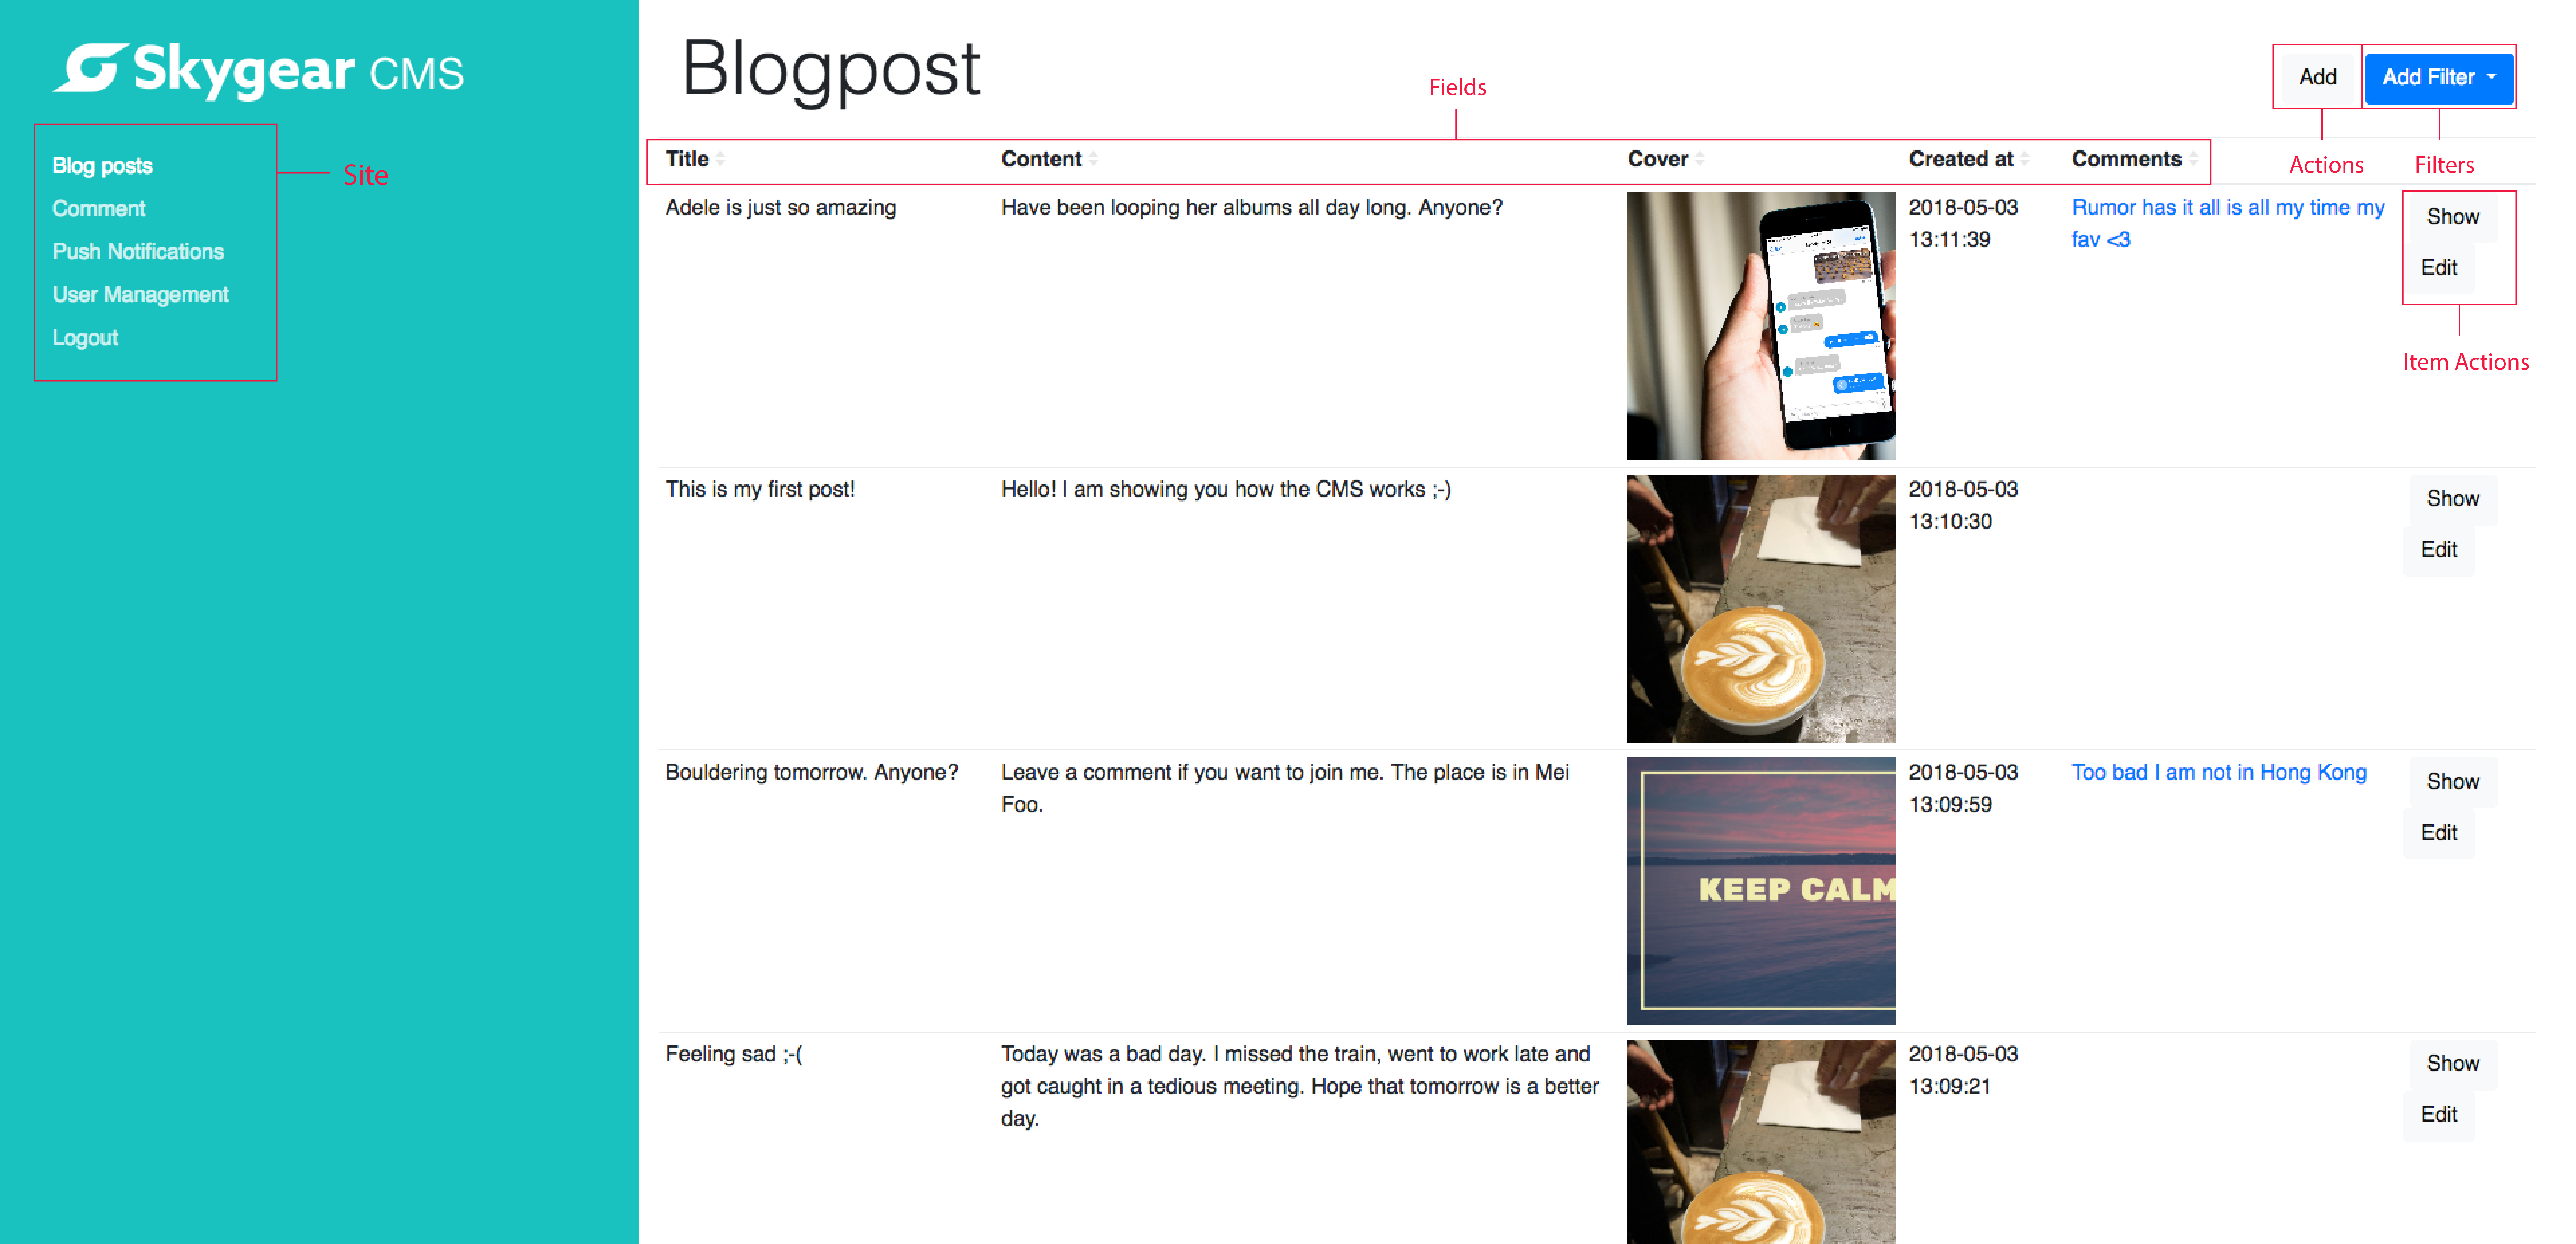 Skygear CMS
Blog posts
Comment
Push Notifications
User Management
Logout
Site
Blogpost
Fields
Add
Add Filter
Actions
Filters
Title
Content
Cover
Created at
Comments
Adele is just so amazing
Have been looping her albums all day long. Anyone?
2018-05-03
13:11:39
Rumor has it all is all my time my
fav <3
Show
Edit
Item Actions
This is my first post!
Hello! I am showing you how the CMS works ;-)
2018-05-03
13:10:30
Show
Edit
Bouldering tomorrow. Anyone?
Leave a comment if you want to join me. The place is in Mei
Foo.
KEEP CALM
2018-05-03
13:09:59
Too bad I am not in Hong Kong
Show
Edit
Feeling sad ;-(
Today was a bad day. I missed the train, went to work late and
got caught in a tedious meeting. Hope that tomorrow is a better
day.
2018-05-03
13:09:21
Show
Edit